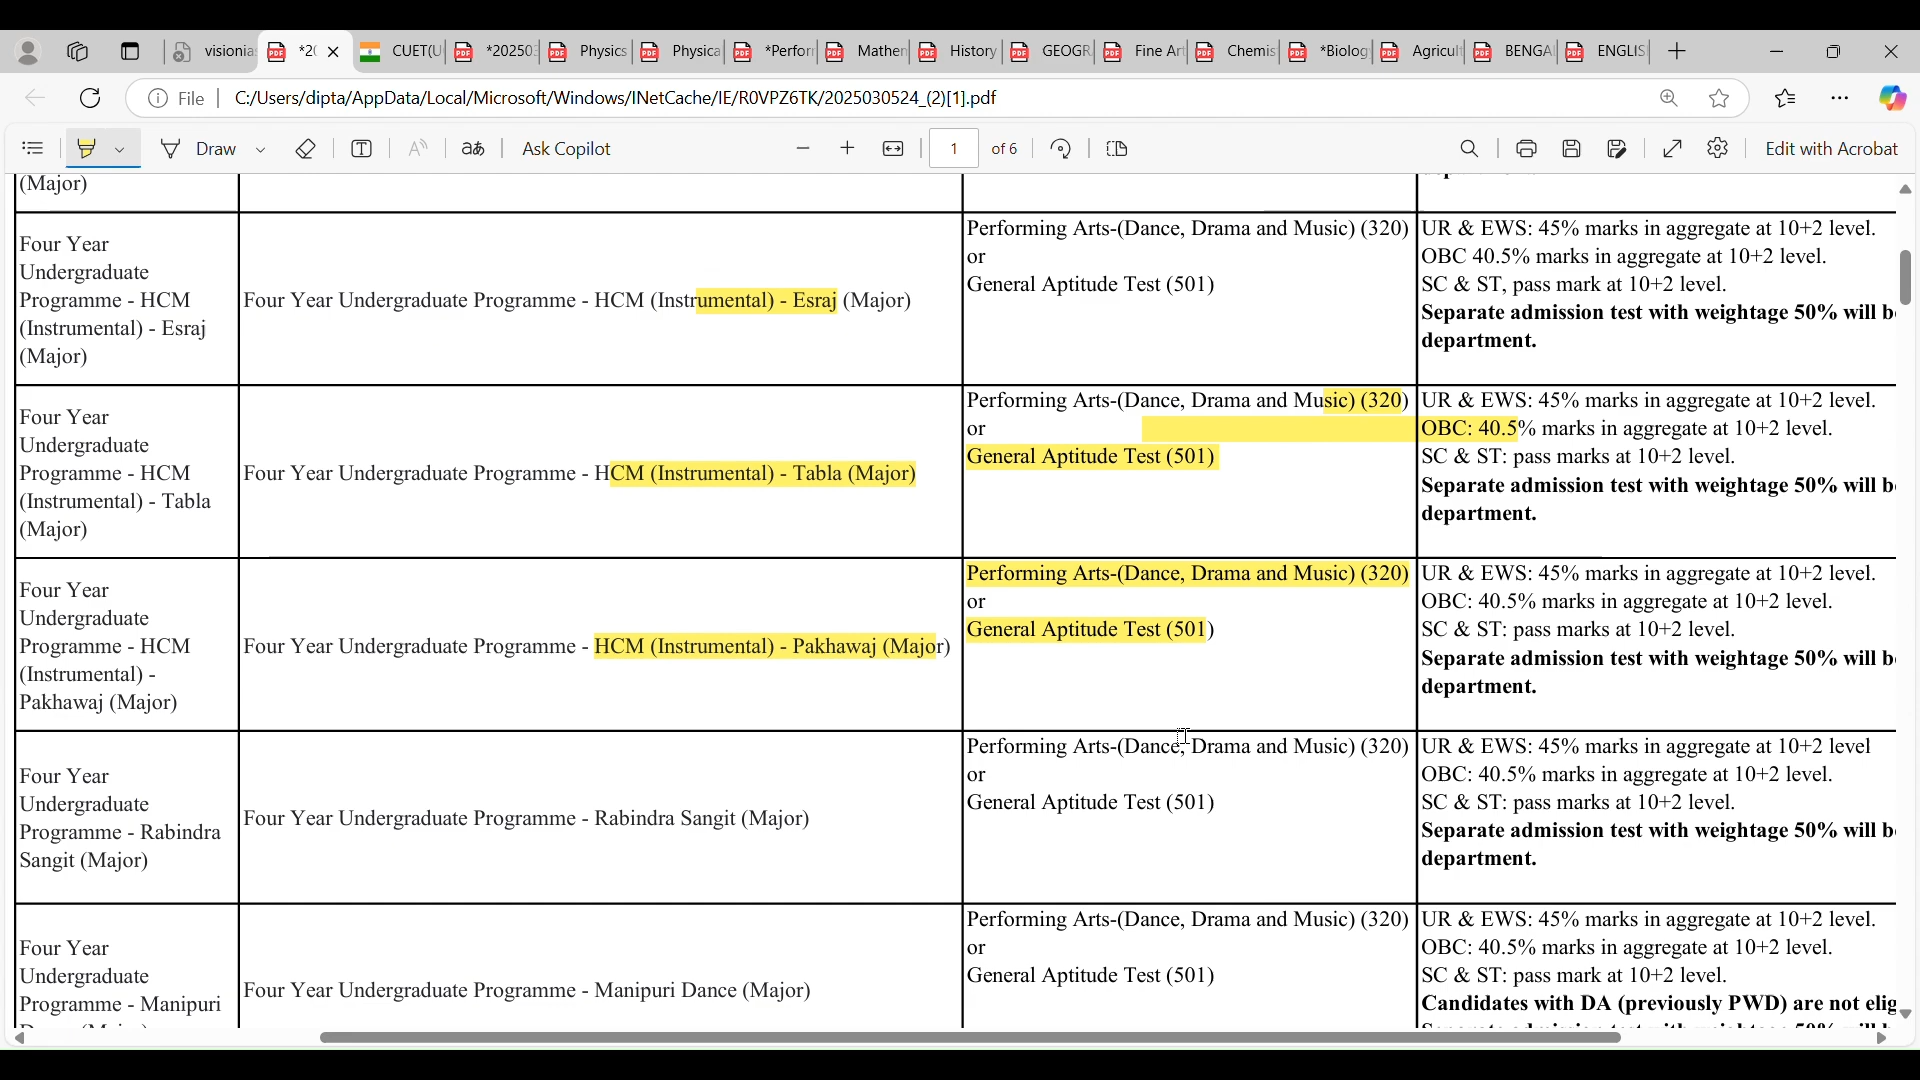 visionia
*20
CUET(U
*20250:
Physics
Physica
*Perfor
Mather
History
GEOGR
Fine Art
Chemis
*Biolog
Agricult
BENGA
ENGLIS
File
C:/Users/dipta/AppData/Local/Microsoft/Windows/INetCache/IE/R0VPZ6TK/2025030524_(2)[1].pdf
Draw
Ask Copilot
1 of 6
Edit with Acrobat
(Major)
Four Year
Undergraduate
Programme - HCM
(Instrumental) - Esraj
(Major)
Four Year Undergraduate Programme - HCM (Instrumental) - Esraj (Major)
Performing Arts-(Dance, Drama and Music) (320)
or
General Aptitude Test (501)
UR & EWS: 45% marks in aggregate at 10+2 level.
OBC 40.5% marks in aggregate at 10+2 level.
SC & ST, pass mark at 10+2 level.
Separate admission test with weightage 50% will b
department.
Four Year
Undergraduate
Programme - HCM
(Instrumental) - Tabla
(Major)
Four Year Undergraduate Programme - HCM (Instrumental) - Tabla (Major)
Performing Arts-(Dance, Drama and Music) (320)
or
General Aptitude Test (501)
UR & EWS: 45% marks in aggregate at 10+2 level.
OBC: 40.5% marks in aggregate at 10+2 level.
SC & ST: pass marks at 10+2 level.
Separate admission test with weightage 50% will b
department.
Four Year
Undergraduate
Programme - HCM
(Instrumental) -
Pakhawaj (Major)
Four Year Undergraduate Programme - HCM (Instrumental) - Pakhawaj (Major)
Performing Arts-(Dance, Drama and Music) (320)
or
General Aptitude Test (501)
UR & EWS: 45% marks in aggregate at 10+2 level.
OBC: 40.5% marks in aggregate at 10+2 level.
SC & ST: pass marks at 10+2 level.
Separate admission test with weightage 50% will b
department.
Four Year
Undergraduate
Programme - Rabindra
Sangit (Major)
Four Year Undergraduate Programme - Rabindra Sangit (Major)
Performing Arts-(Dance, Drama and Music) (320)
or
General Aptitude Test (501)
UR & EWS: 45% marks in aggregate at 10+2 level
OBC: 40.5% marks in aggregate at 10+2 level.
SC & ST: pass marks at 10+2 level.
Separate admission test with weightage 50% will b
department.
Four Year
Undergraduate
Programme - Manipuri
Four Year Undergraduate Programme - Manipuri Dance (Major)
Performing Arts-(Dance, Drama and Music) (320)
or
General Aptitude Test (501)
UR & EWS: 45% marks in aggregate at 10+2 level.
OBC: 40.5% marks in aggregate at 10+2 level.
SC & ST: pass mark at 10+2 level.
Candidates with DA (previously PWD) are not elig